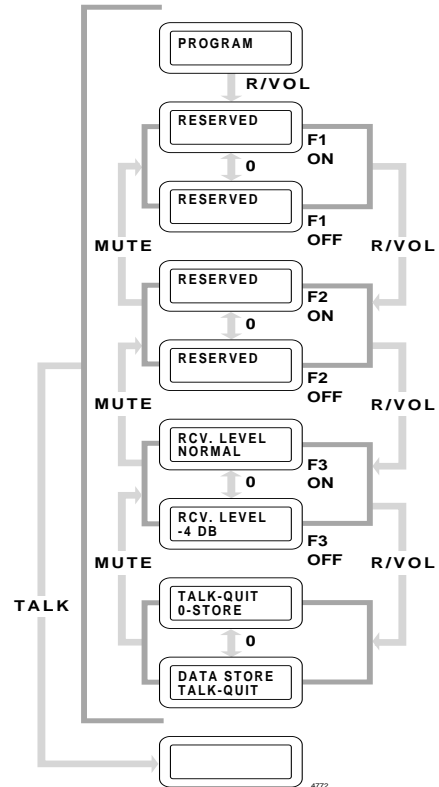 PROGRAM
R/VOL
RESERVED
F1
ON
0
RESERVED
F1
OFF
MUTE
R/VOL
RESERVED
F2
ON
0
RESERVED
F2
OFF
MUTE
R/VOL
RCV. LEVEL
NORMAL
F3
ON
0
RCV. LEVEL
-4 DB
F3
OFF
MUTE
R/VOL
TALK-QUIT
0-STORE
TALK
0
DATA STORE
TALK-QUIT
4772